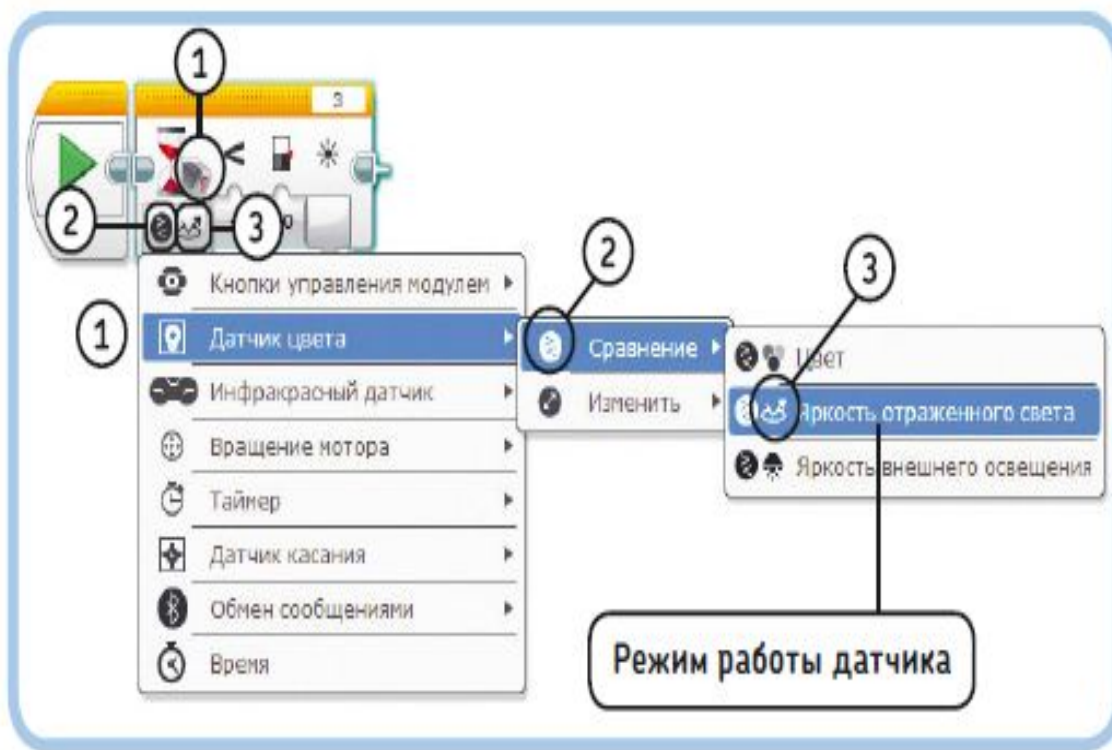 1
3
2
3
1
Кнопки управления модулем
Датчик цвета
Инфракрасный датчик
Вращение мотора
Таймер
Датчик касания
Обмен сообщениями
Время
2
Сравнение
Изменить
3
Цвет
Яркость отраженного света
Яркость внешнего освещения
Режим работы датчика